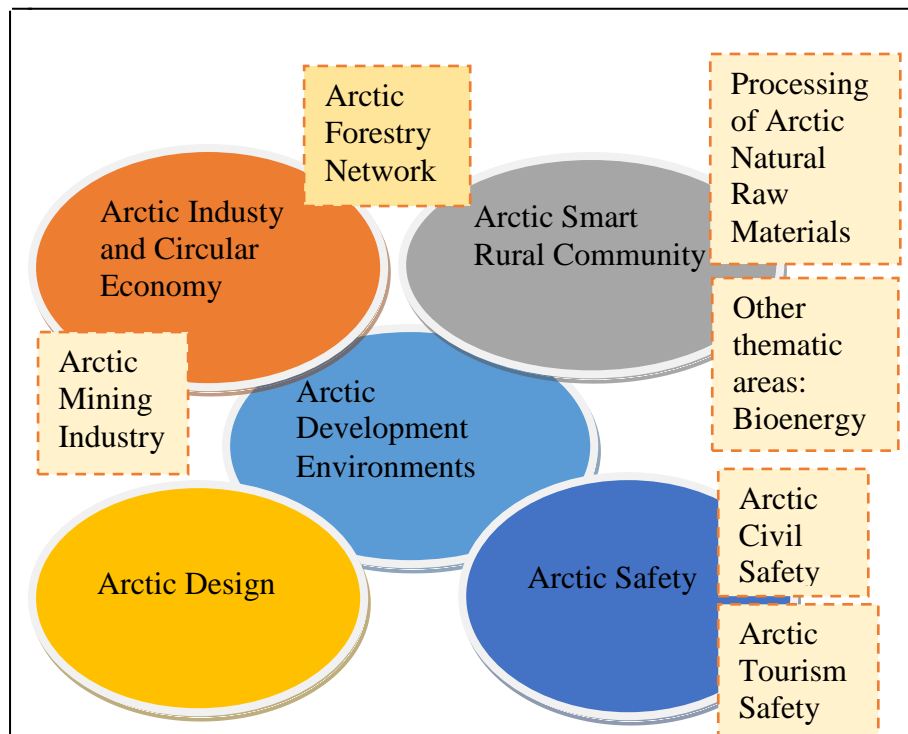 Arctic
Forestry
Network
Processing
of Arctic
Natural
Raw
Materials
Arctic Industy
and Circular
Economy
Arctic Smart
Rural Community
Other
thematic
areas:
Bioenergy
Arctic
Mining
Industry
Arctic
Development
Environments
Arctic
Civil
Safety
Arctic Design
Arctic Safety
Arctic
Tourism
Safety